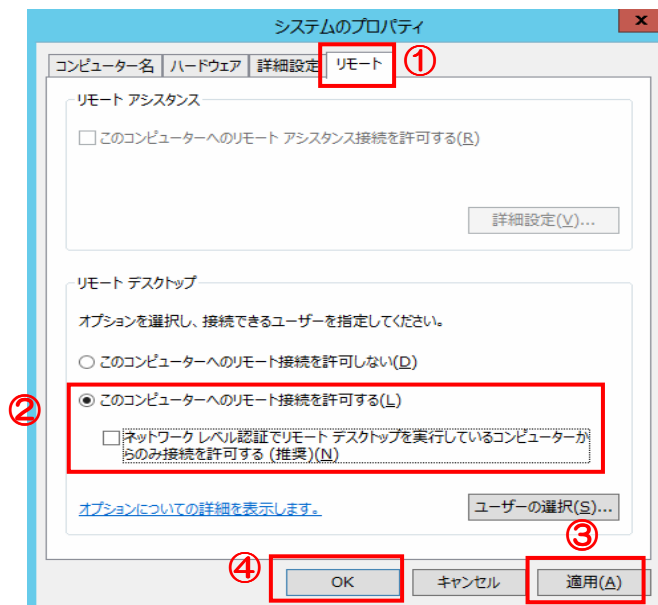 システムのプロパティ
x
コンピューター名 ハードウェア 詳細設定 リモート ①
リモート アシスタンス
このコンピューターへのリモート アシスタンス接続を許可する(R)
詳細設定(V)...
リモート デスクトップ
オプションを選択し、接続できるユーザーを指定してください。
このコンピューターへのリモート接続を許可しない(D)
②
このコンピューターへのリモート接続を許可する(L)
ネットワーク レベル認証でリモート デスクトップを実行しているコンピューターか
らのみ接続を許可する (推奨)(N)
オプションについての詳細を表示します。
ユーザーの選択(S)...
③
④
OK キャンセル 適用(A)